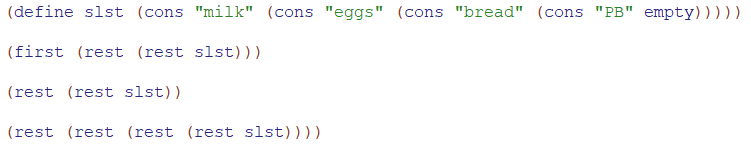 (define slst (cons "milk" (cons "eggs" (cons "bread" (cons "PB" empty)))))
(first (rest (rest slst)))
(rest (rest slst))
(rest (rest (rest (rest slst))))